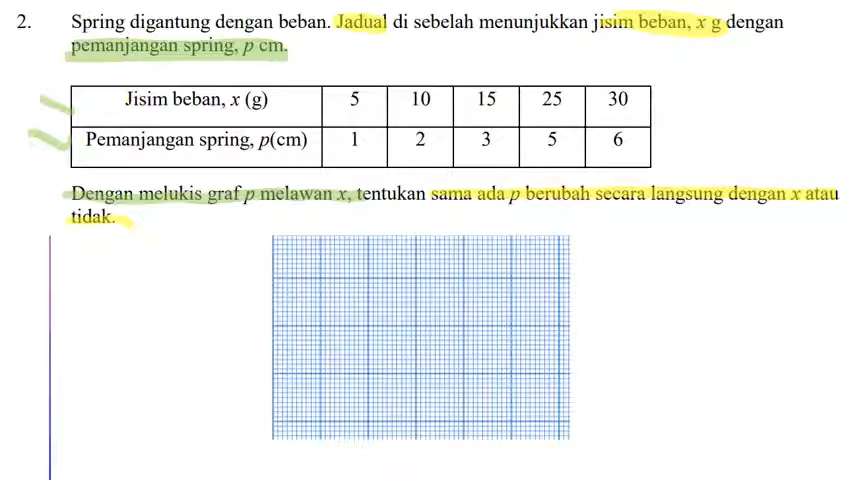 2. Spring digantung dengan beban. Jadual di sebelah menunjukkan jisim beban, x g dengan
pemanjangan spring, p cm.
Jisim beban, x (g) 5 10 15 25 30
Pemanjangan spring, p(cm) 1 2 3 5 6
Dengan melukis graf p melawan x, tentukan sama ada p berubah secara langsung dengan x atau
tidak.